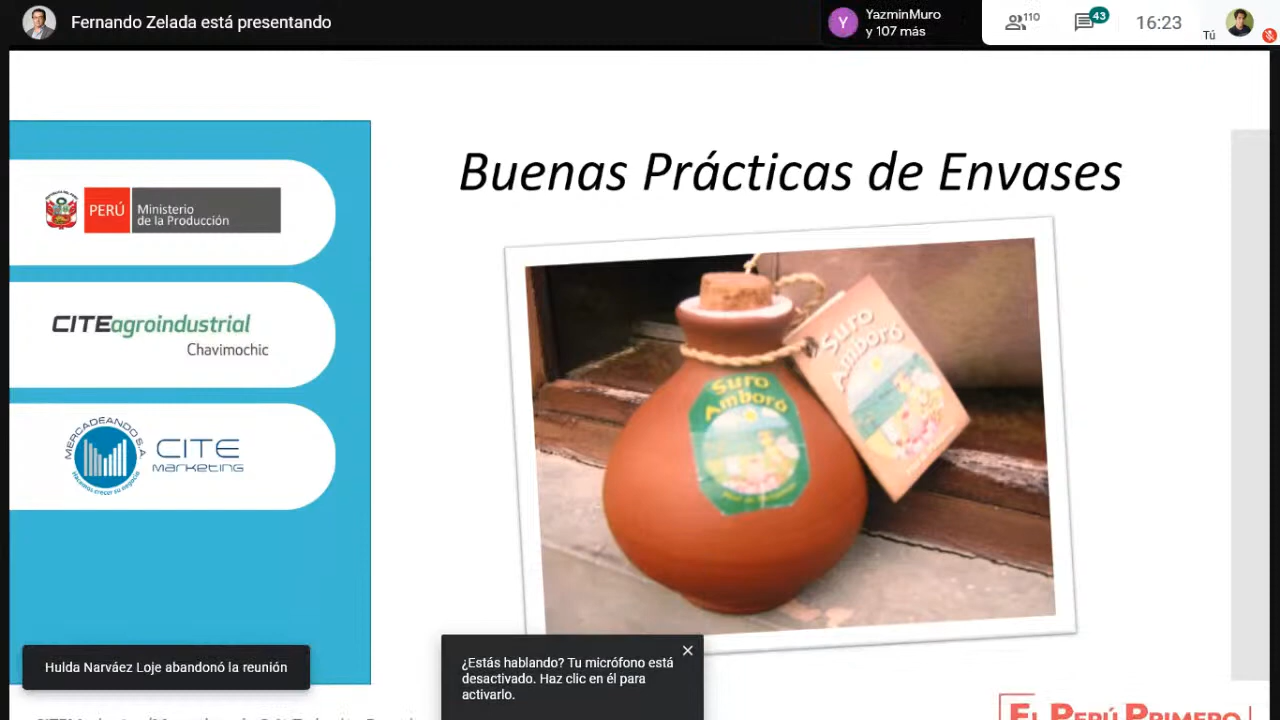 Fernando Zelada está presentando
Y
YazminMuro
y 107 más
110
43
16:23
Tú
Buenas Prácticas de Envases
PERÚ
Ministerio
de la Producción
CITEagroindustrial
Chavimochic
MERCADEANDO S.A.
CITE
Marketing
Suro
Amboró
Suro
Amboró
Hulda Narváez Loje abandonó la reunión
¿Estás hablando? Tu micrófono está
desactivado. Haz clic en él para
activarlo.
EL PERÚ PRIMERO